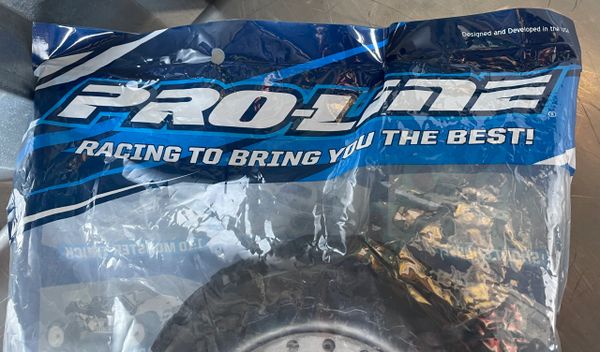 Designed and Developed in the USA
PRO-LINE
®
RACING TO BRING YOU THE BEST!